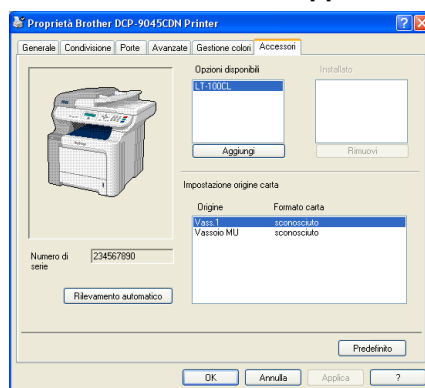 Proprietà Brother DCP-9045CDN Printer
Generale Condivisione Porte Avanzate Gestione colori Accessori
Opzioni disponibili Installato
LT-100CL
Aggiungi Rimuovi
Impostazione origine carta
Origine Formato carta
Vass.1 sconosciuto
Vassoio MU sconosciuto
Numero di serie 234567890
Rilevamento automatico
Predefinito
OK Annulla Applica ?